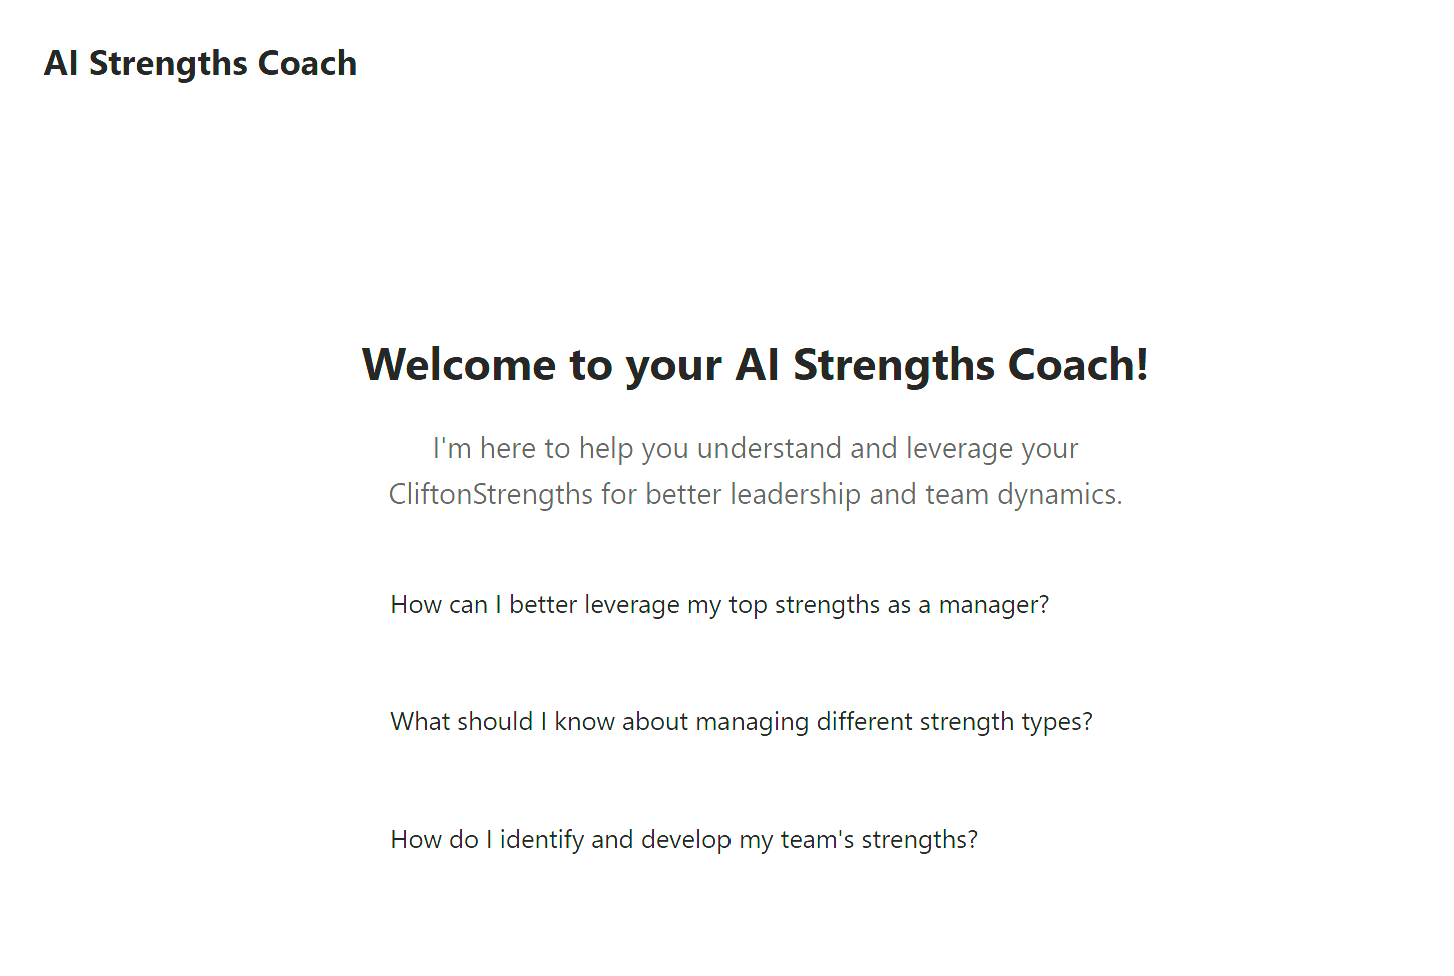 AI Strengths Coach
Welcome to your AI Strengths Coach!
I'm here to help you understand and leverage your
CliftonStrengths for better leadership and team dynamics.
How can I better leverage my top strengths as a manager?
What should I know about managing different strength types?
How do I identify and develop my team's strengths?